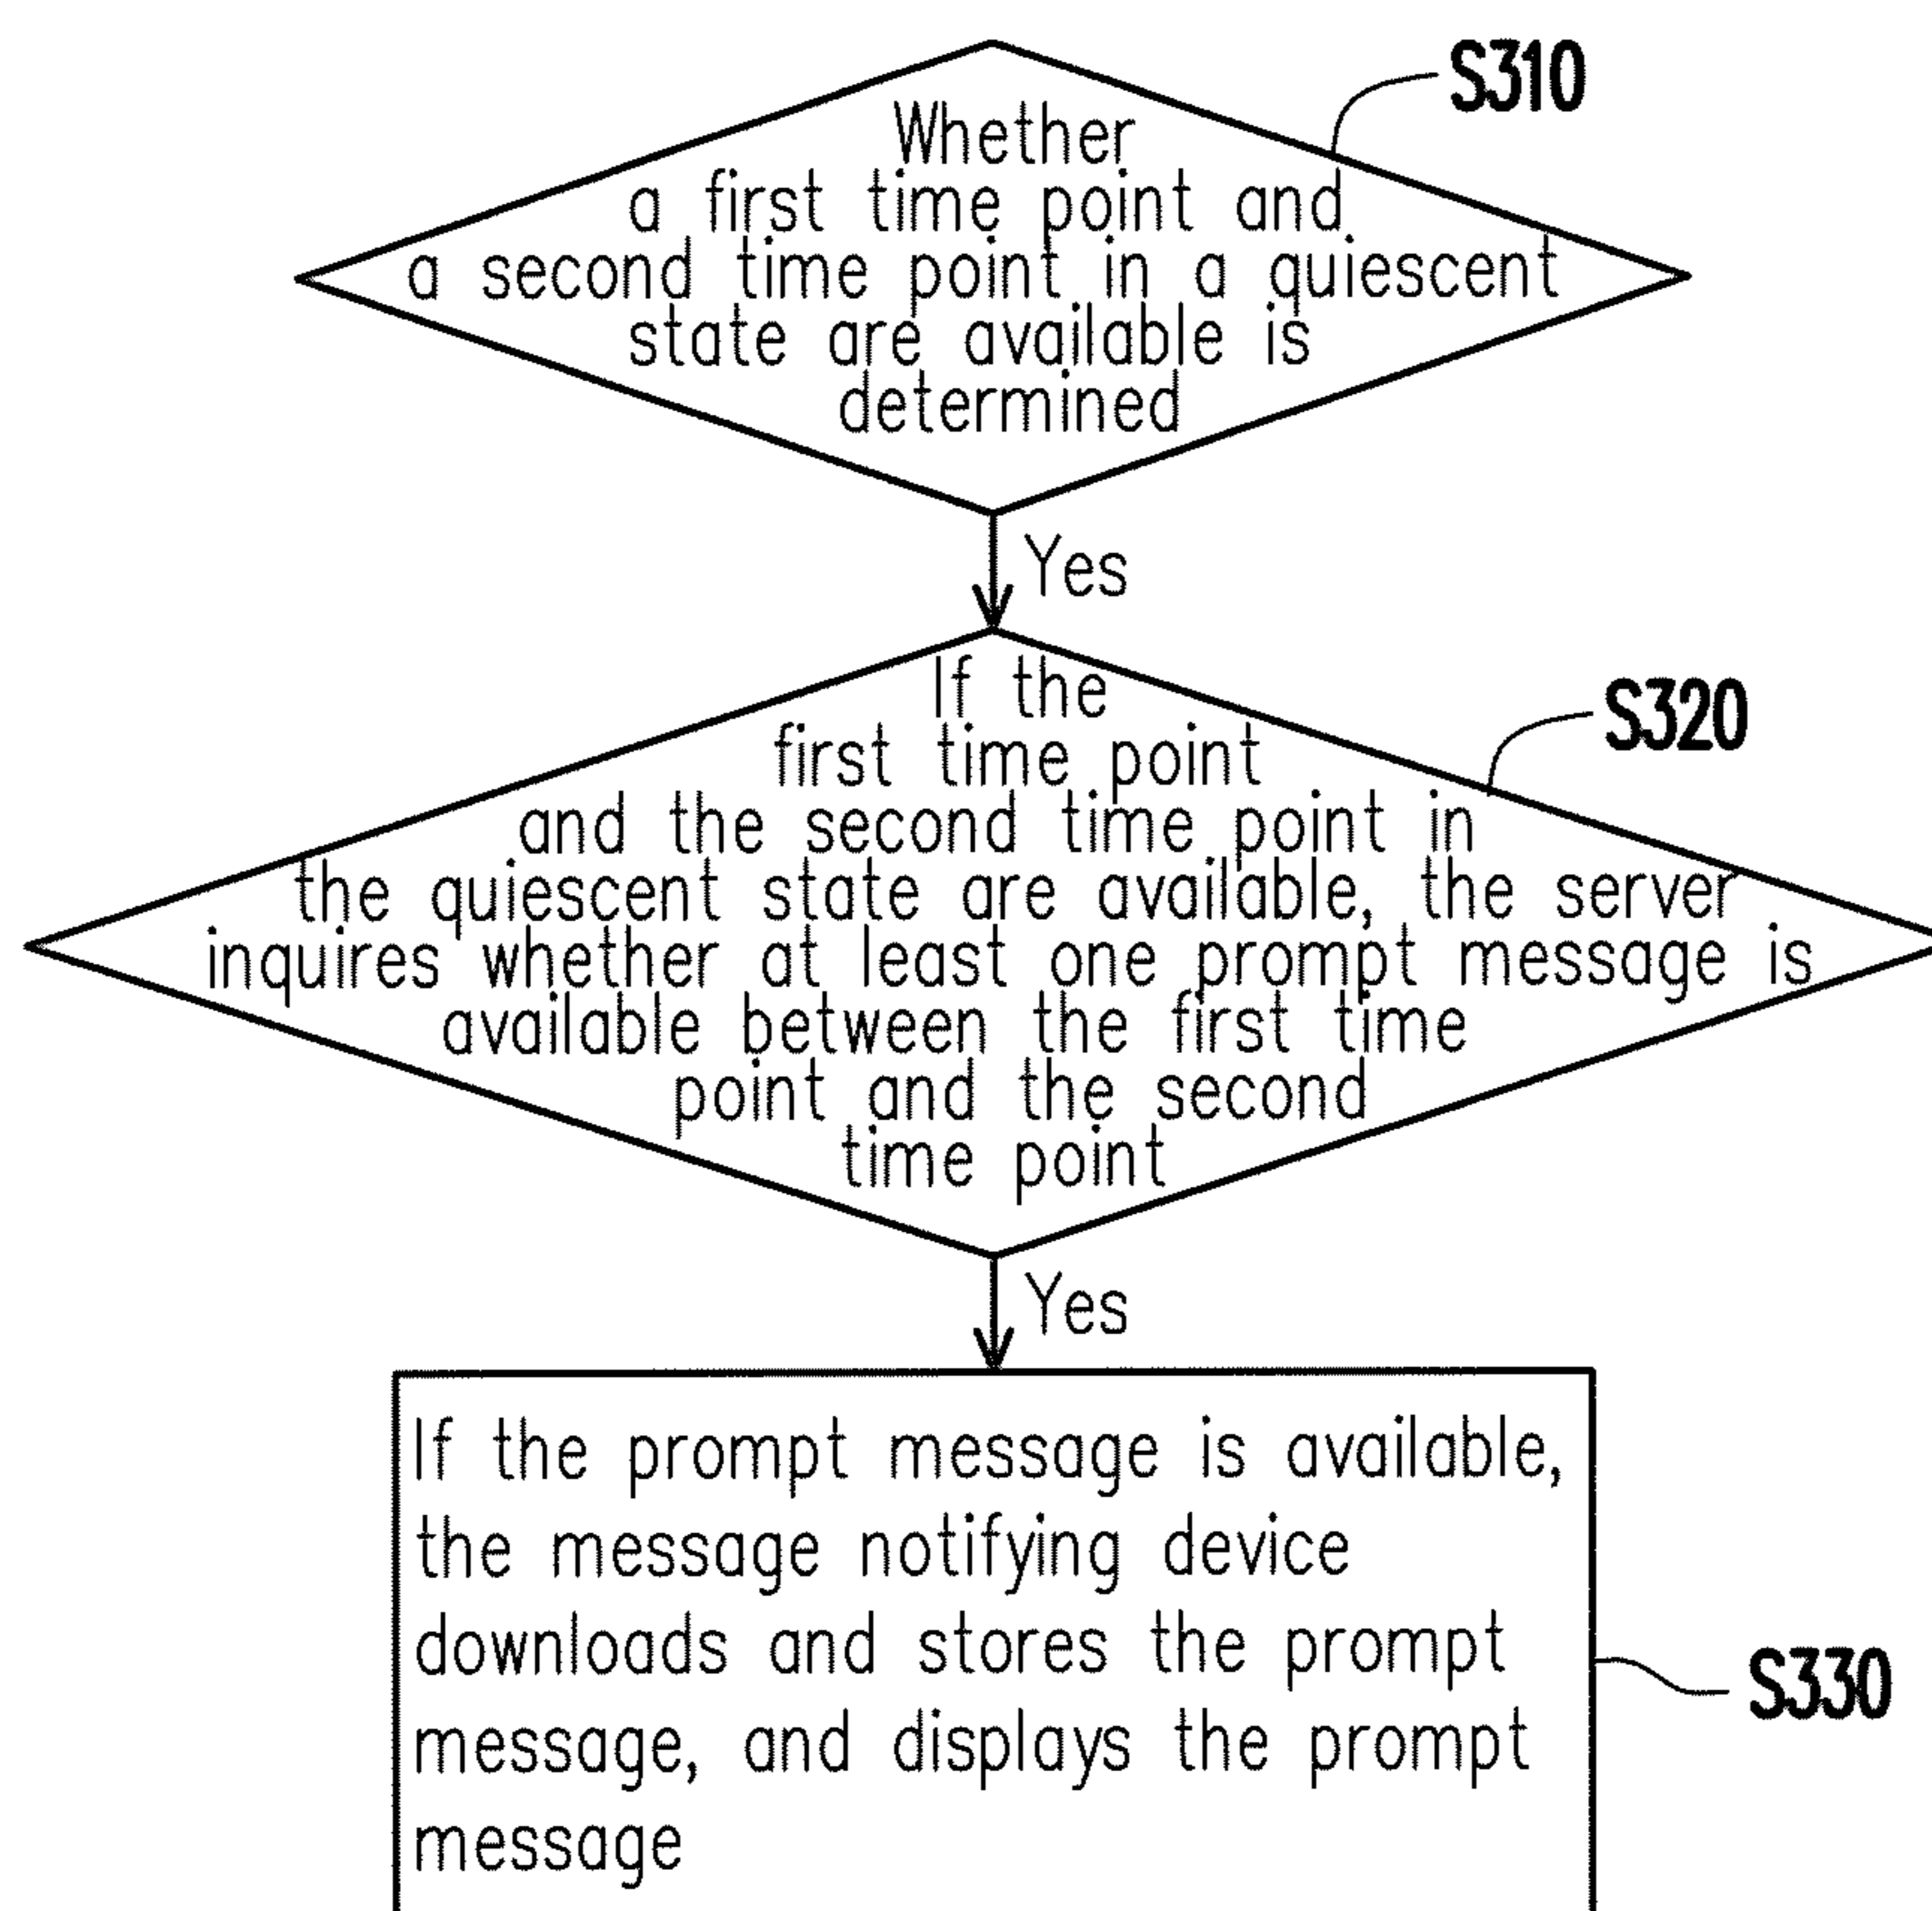 S310
Whether
a first time point and
a second time point in a quiescent
state are available is
determined
Yes
S320
If the
first time point
and the second time point in
the quiescent state are available, the server
inquires whether at least one prompt message is
available between the first time
point and the second
time point
Yes
If the prompt message is available,
the message notifying device
downloads and stores the prompt
message, and displays the prompt
message
S330